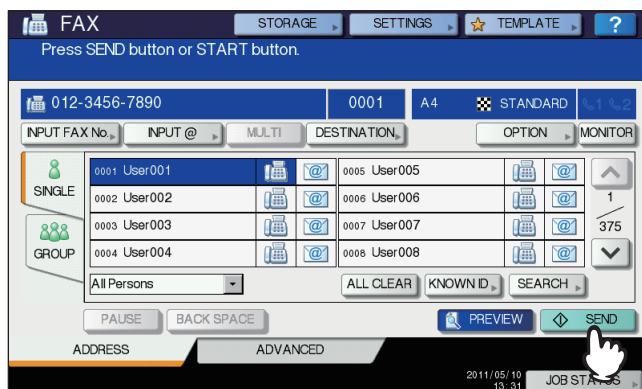 FAX STORAGE SETTINGS TEMPLATE ?
Press SEND button or START button.
012-3456-7890 0001 A4 STANDARD 1 2
INPUT FAX No. INPUT @ MULTI DESTINATION OPTION MONITOR
SINGLE
GROUP
0001 User001 0005 User005
0002 User002 0006 User006
0003 User003 0007 User007
0004 User004 0008 User008
1
375
All Persons ALL CLEAR KNOWN ID SEARCH
PAUSE BACK SPACE PREVIEW SEND
ADDRESS ADVANCED
2011/05/10
13:31
JOB STATUS